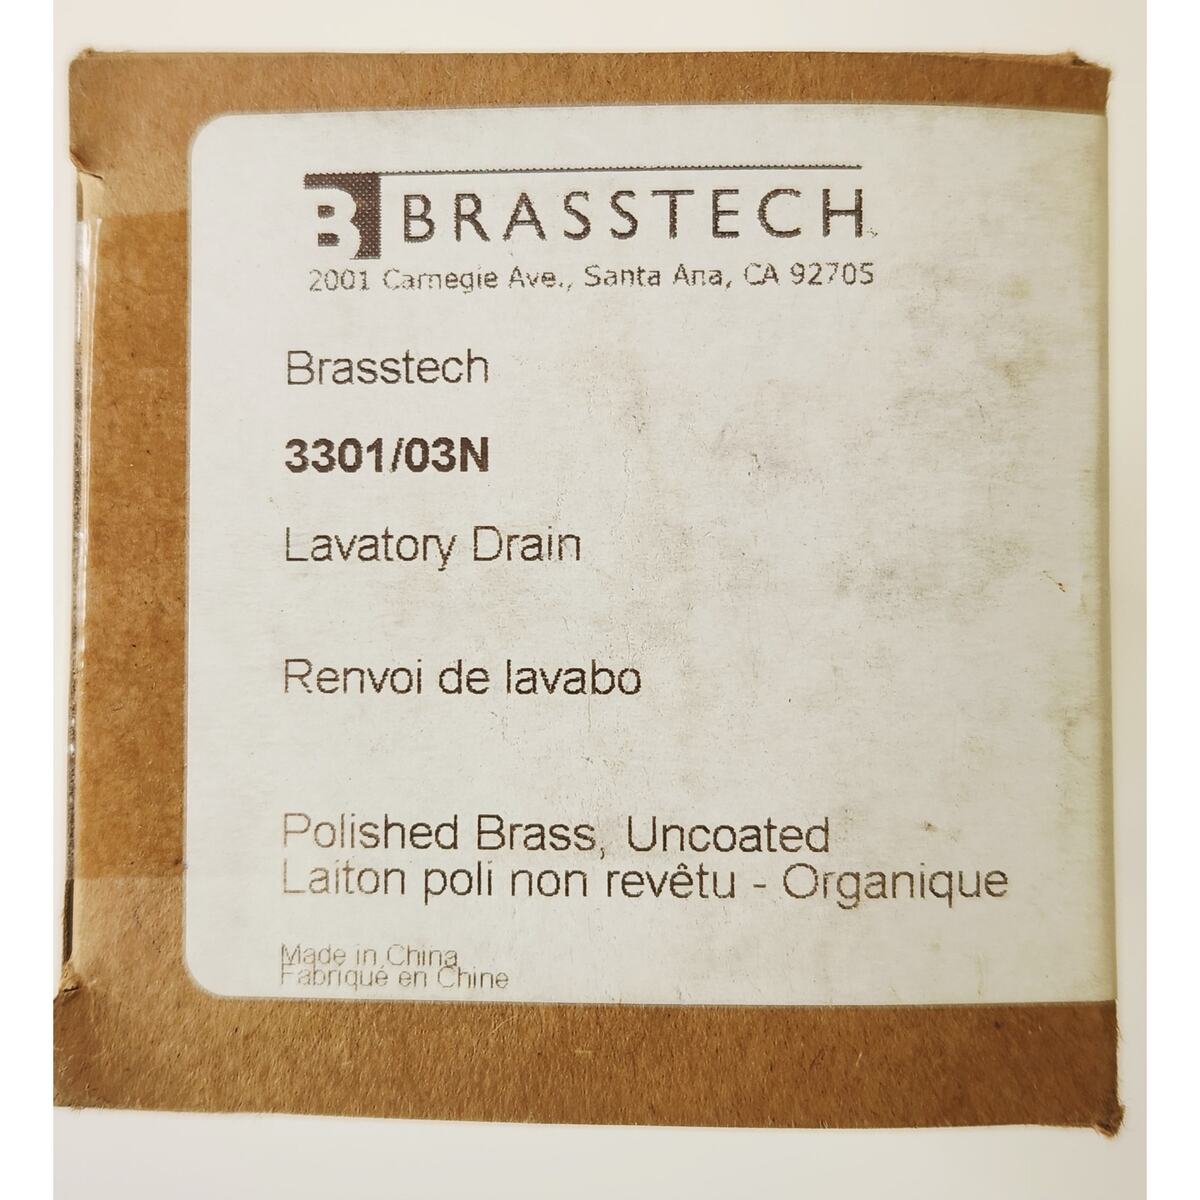 B BRASSTECH
2001 Carnegie Ave., Santa Ana, CA 92705
Brasstech
3301/03N
Lavatory Drain
Renvoi de lavabo
Polished Brass, Uncoated
Laiton poli non revêtu - Organique
Made in China
Fabriqué en Chine